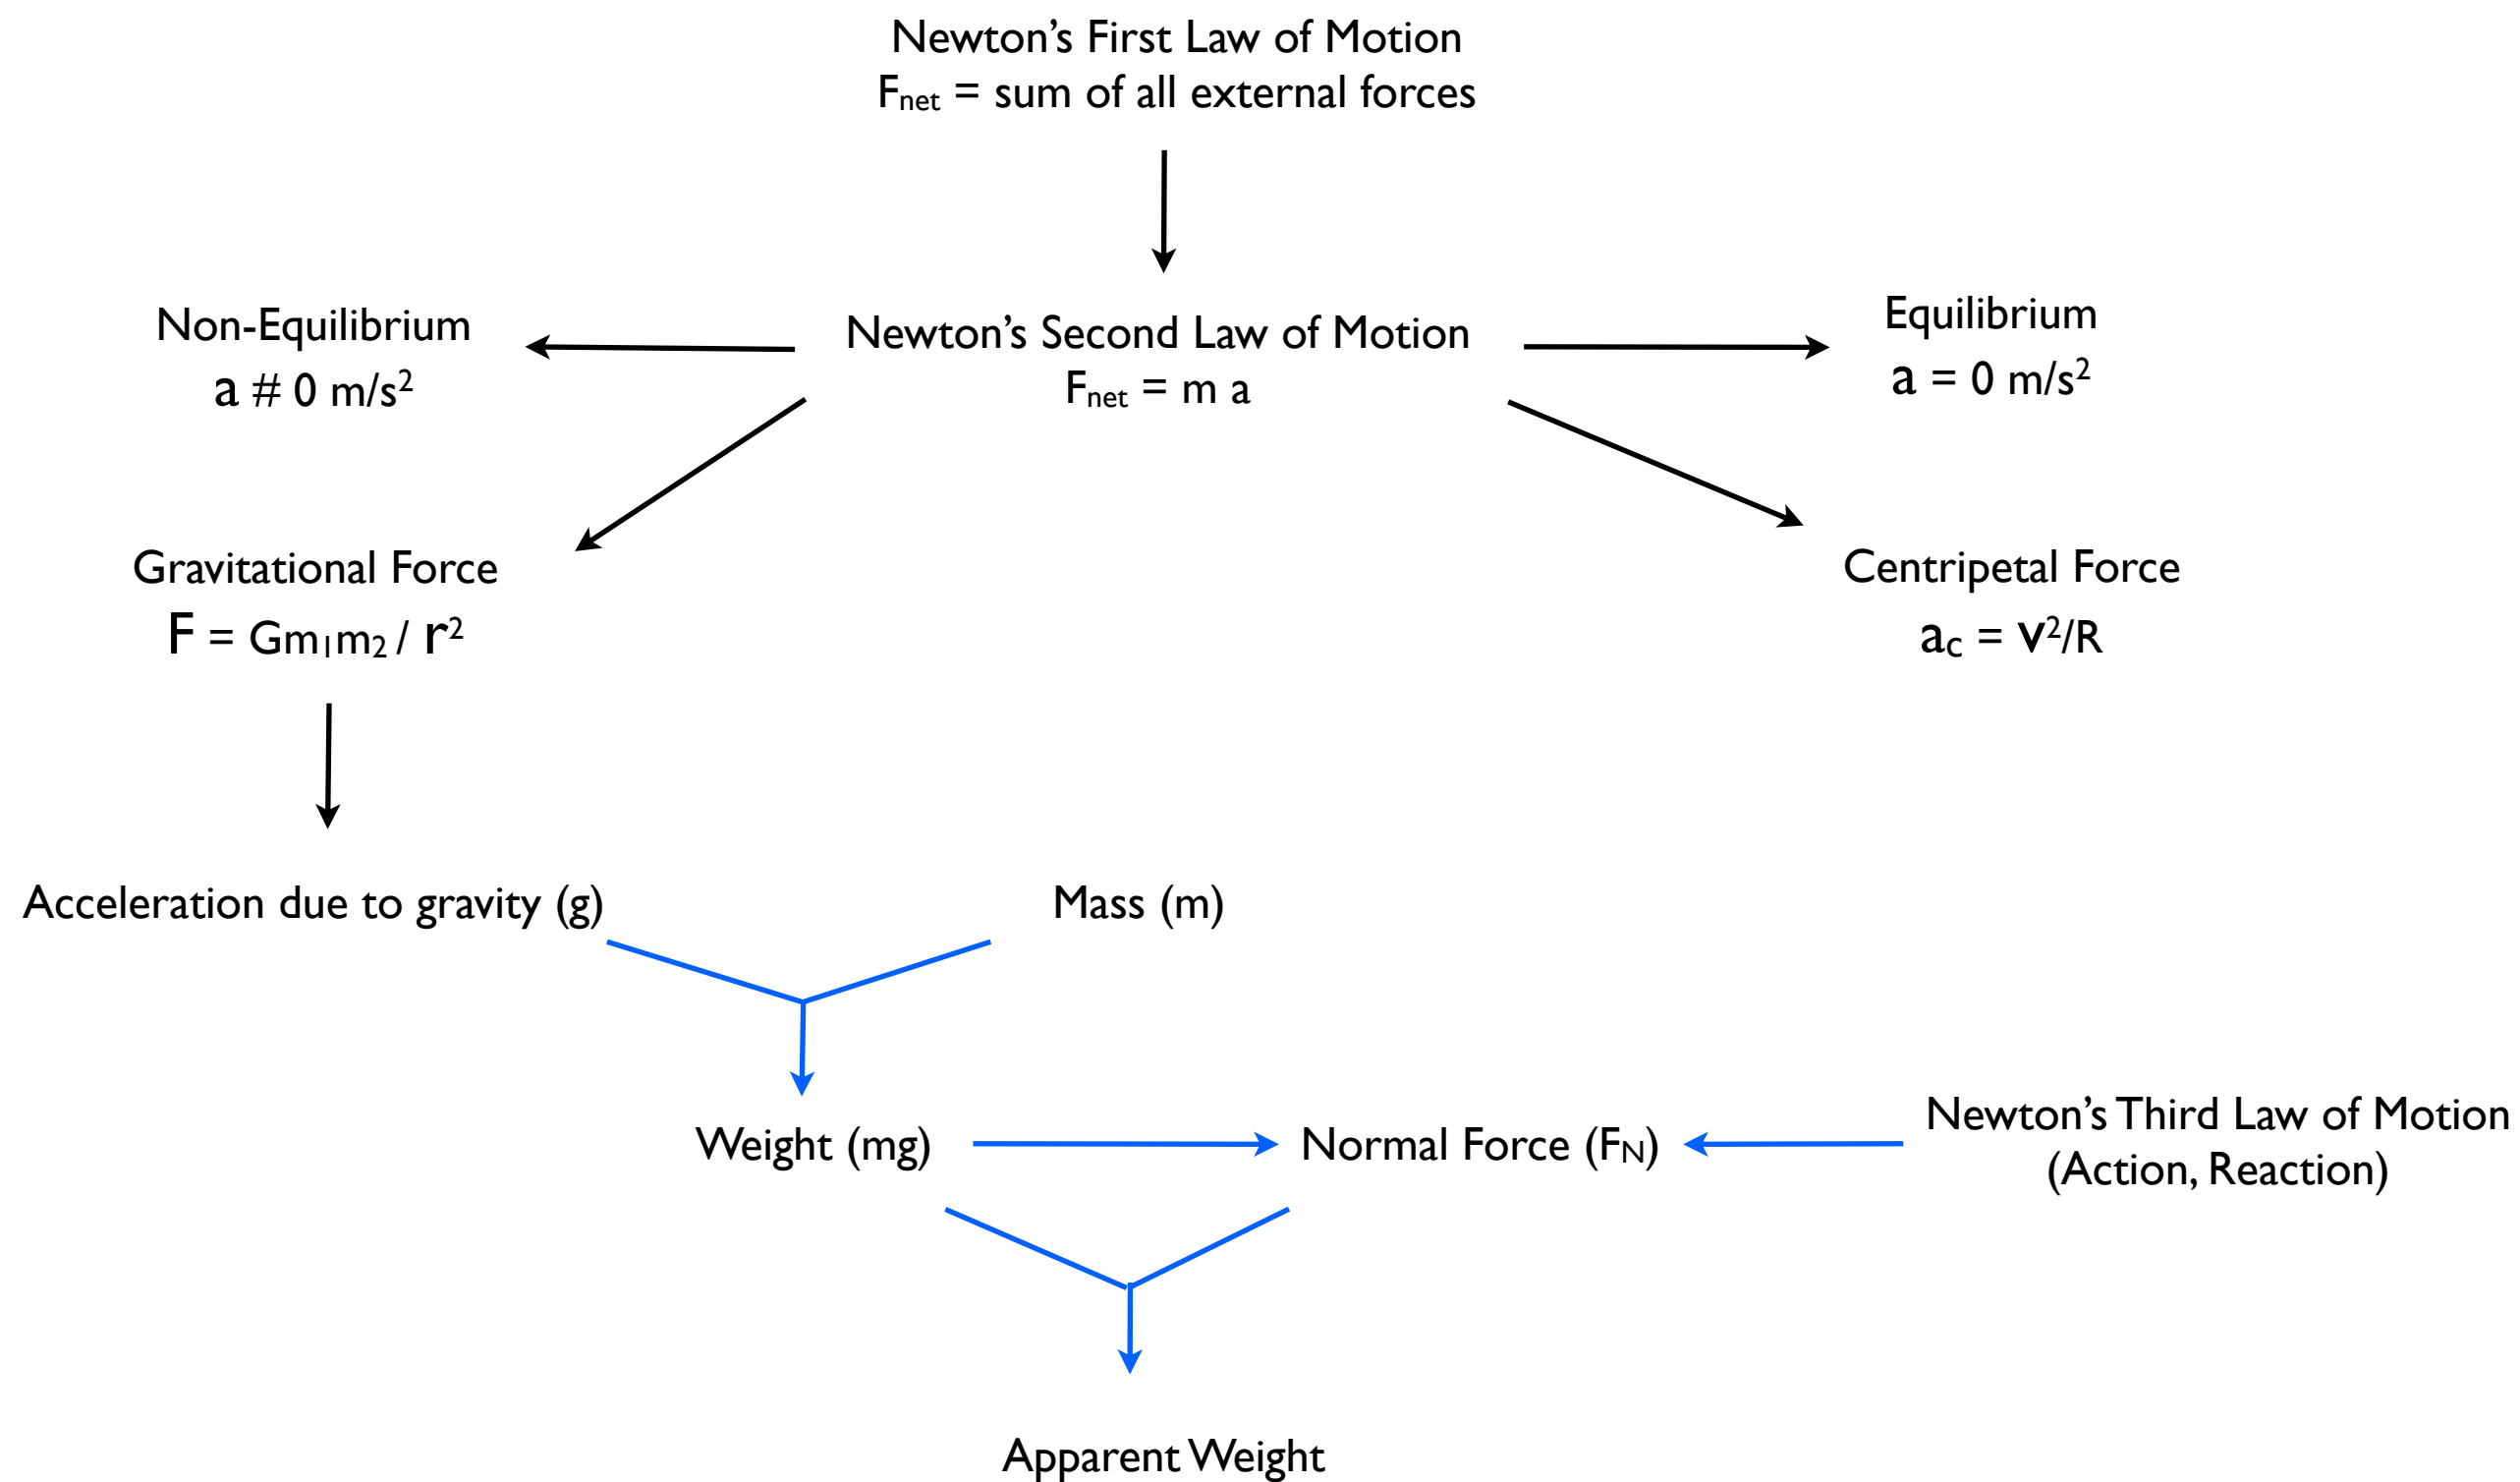 Newton’s First Law of Motion
Fnet = sum of all external forces
Non-Equilibrium
a # 0 m/s²
Newton’s Second Law of Motion
Fnet = m a
Equilibrium
a = 0 m/s²
Gravitational Force
F = Gm₁m₂ / r²
Centripetal Force
ac = v²/R
Acceleration due to gravity (g)
Mass (m)
Weight (mg)
Normal Force (FN)
Newton’s Third Law of Motion
(Action, Reaction)
Apparent Weight